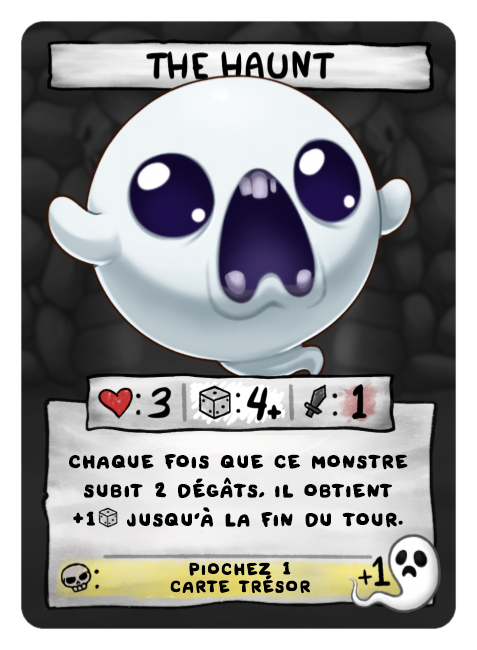 THE HAUNT
: 3 : 4+ : 1
CHAQUE FOIS QUE CE MONSTRE
SUBIT 2 DÉGÂTS, IL OBTIENT
+1 JUSQU'À LA FIN DU TOUR.
: PIOCHEZ 1
CARTE TRÉSOR
+1